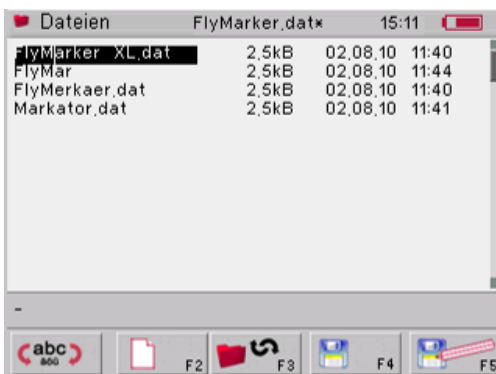 Dateien FlyMarker.dat* 15:11
FlyMarker XL.dat 2.5kB 02.08.10 11:40
FlyMar 2.5kB 02.08.10 11:44
FlyMerkaer.dat 2.5kB 02.08.10 11:40
Markator.dat 2.5kB 02.08.10 11:41
-
abc äöü F2 F3 F4 F5